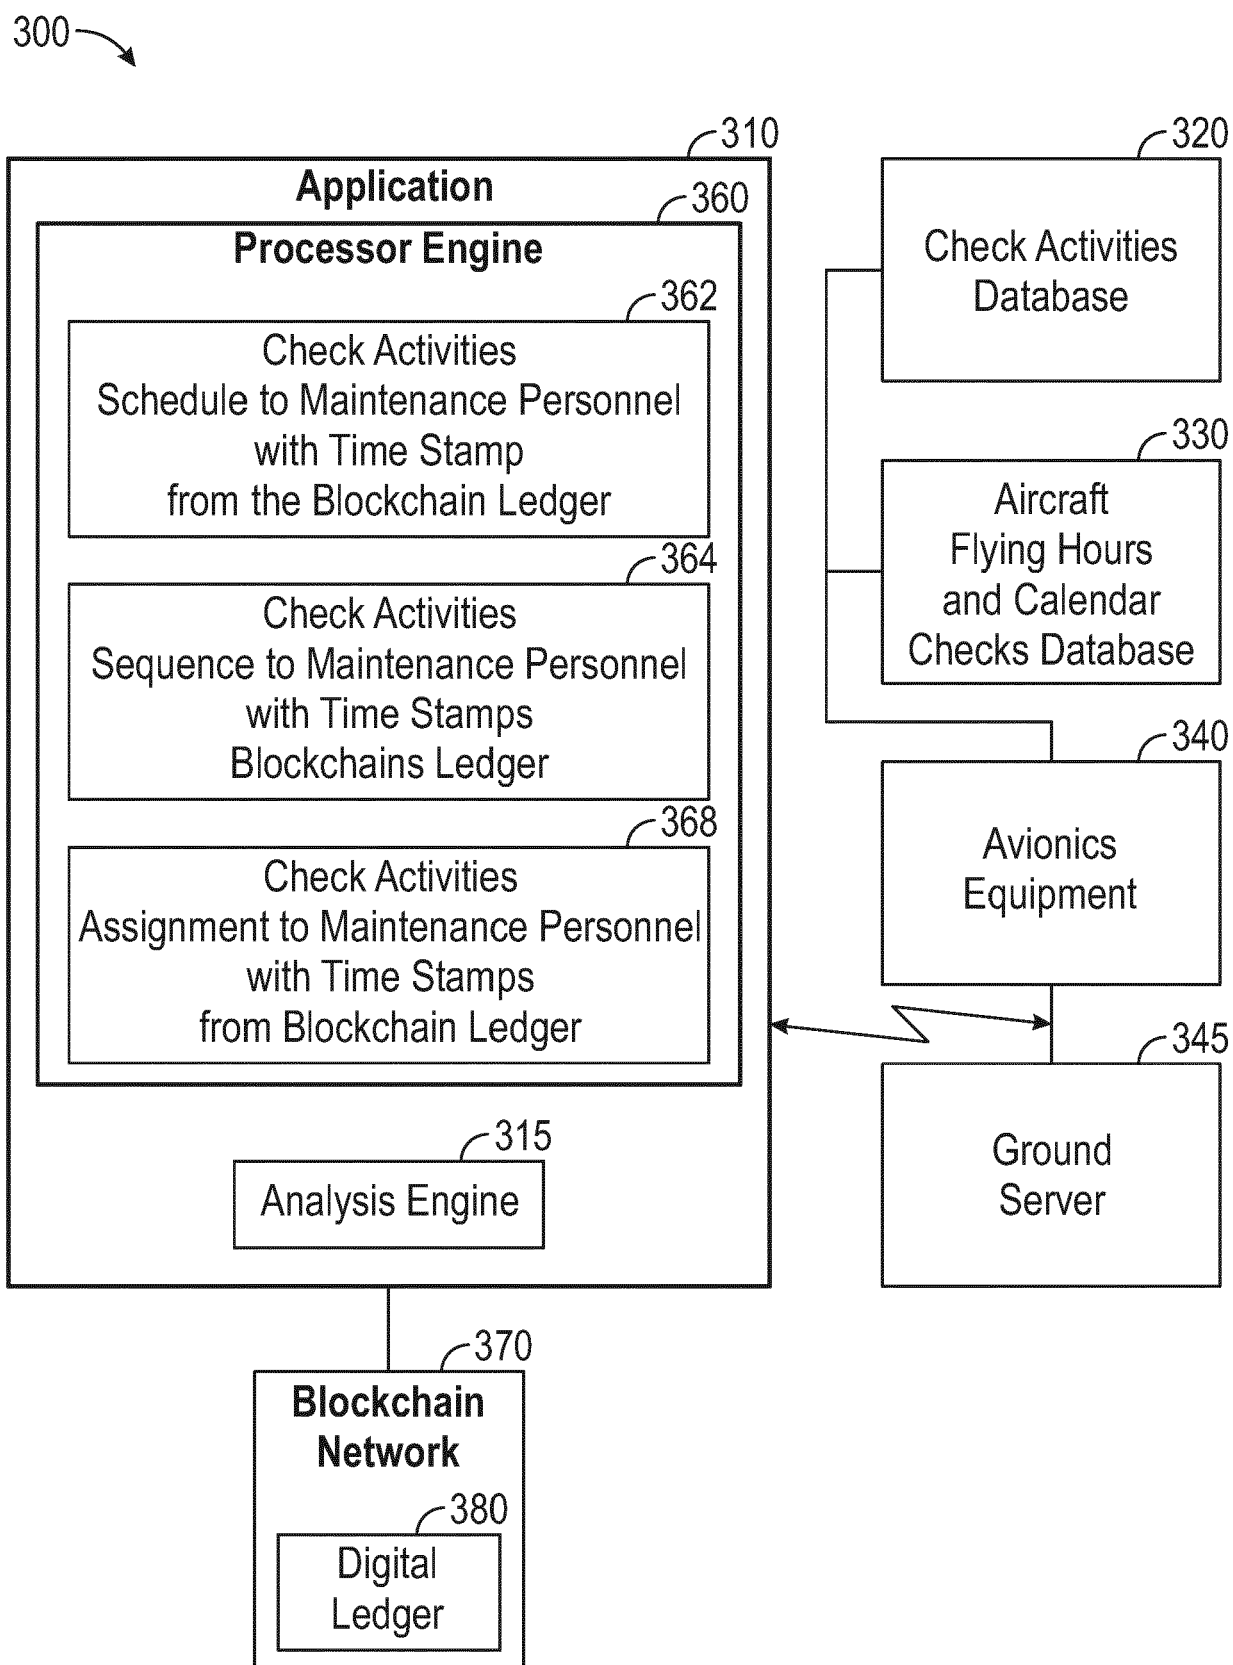 300
310
Application
360
Processor Engine
362
Check Activities
Schedule to Maintenance Personnel
with Time Stamp
from the Blockchain Ledger
364
Check Activities
Sequence to Maintenance Personnel
with Time Stamps
Blockchains Ledger
368
Check Activities
Assignment to Maintenance Personnel
with Time Stamps
from Blockchain Ledger
315
Analysis Engine
370
Blockchain
Network
380
Digital
Ledger
320
Check Activities
Database
330
Aircraft
Flying Hours
and Calendar
Checks Database
340
Avionics
Equipment
345
Ground
Server